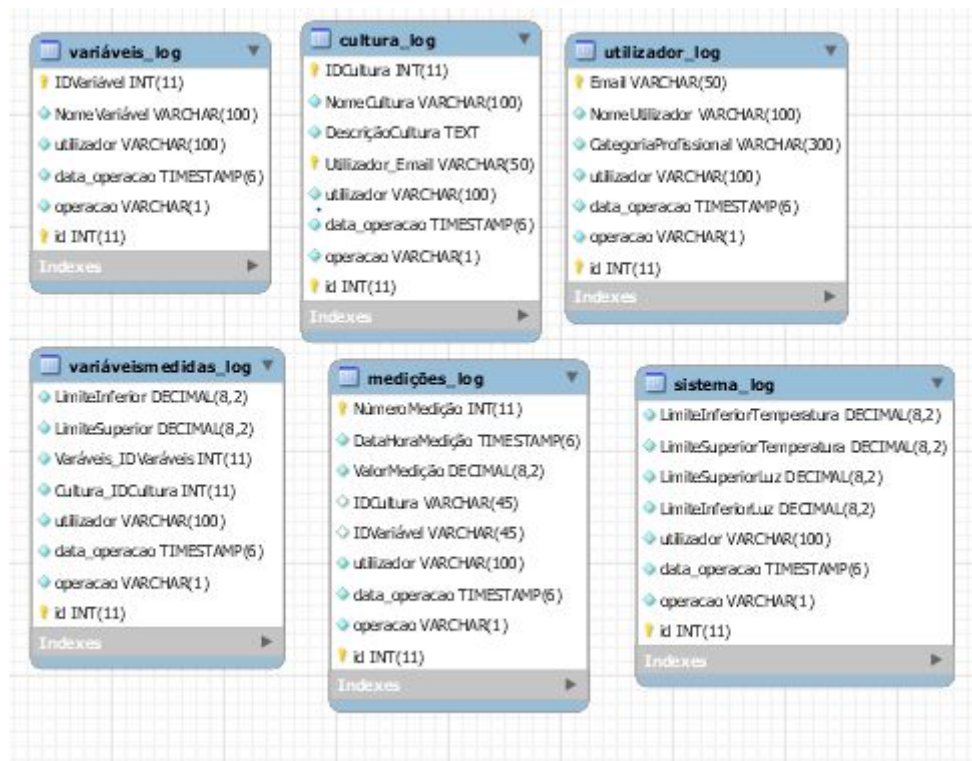 variáveis_log
IDVariável INT(11)
NomeVariável VARCHAR(100)
utilizador VARCHAR(100)
data_operacao TIMESTAMP(6)
operacao VARCHAR(1)
id INT(11)
Indexes
cultura_log
IDCultura INT(11)
NomeCultura VARCHAR(100)
DescriçãoCultura TEXT
Utilizador_Email VARCHAR(50)
utilizador VARCHAR(100)
data_operacao TIMESTAMP(6)
operacao VARCHAR(1)
id INT(11)
Indexes
utilizador_log
Email VARCHAR(50)
NomeUtilizador VARCHAR(100)
CategoriaProfissional VARCHAR(300)
utilizador VARCHAR(100)
data_operacao TIMESTAMP(6)
operacao VARCHAR(1)
id INT(11)
Indexes
variáveismedidas_log
LimiteInferior DECIMAL(8,2)
LimiteSuperior DECIMAL(8,2)
Varáveis_IDVaráveis INT(11)
Cultura_IDCultura INT(11)
utilizador VARCHAR(100)
data_operacao TIMESTAMP(6)
operacao VARCHAR(1)
id INT(11)
Indexes
medições_log
NúmeroMedição INT(11)
DataHoraMedição TIMESTAMP(6)
ValorMedição DECIMAL(8,2)
IDCultura VARCHAR(45)
IDVariável VARCHAR(45)
utilizador VARCHAR(100)
data_operacao TIMESTAMP(6)
operacao VARCHAR(1)
id INT(11)
Indexes
sistema_log
LimiteInferiorTemperatura DECIMAL(8,2)
LimiteSuperiorTemperatura DECIMAL(8,2)
LimiteSuperiorLuz DECIMAL(8,2)
LimiteInferiorLuz DECIMAL(8,2)
utilizador VARCHAR(100)
data_operacao TIMESTAMP(6)
operacao VARCHAR(1)
id INT(11)
Indexes